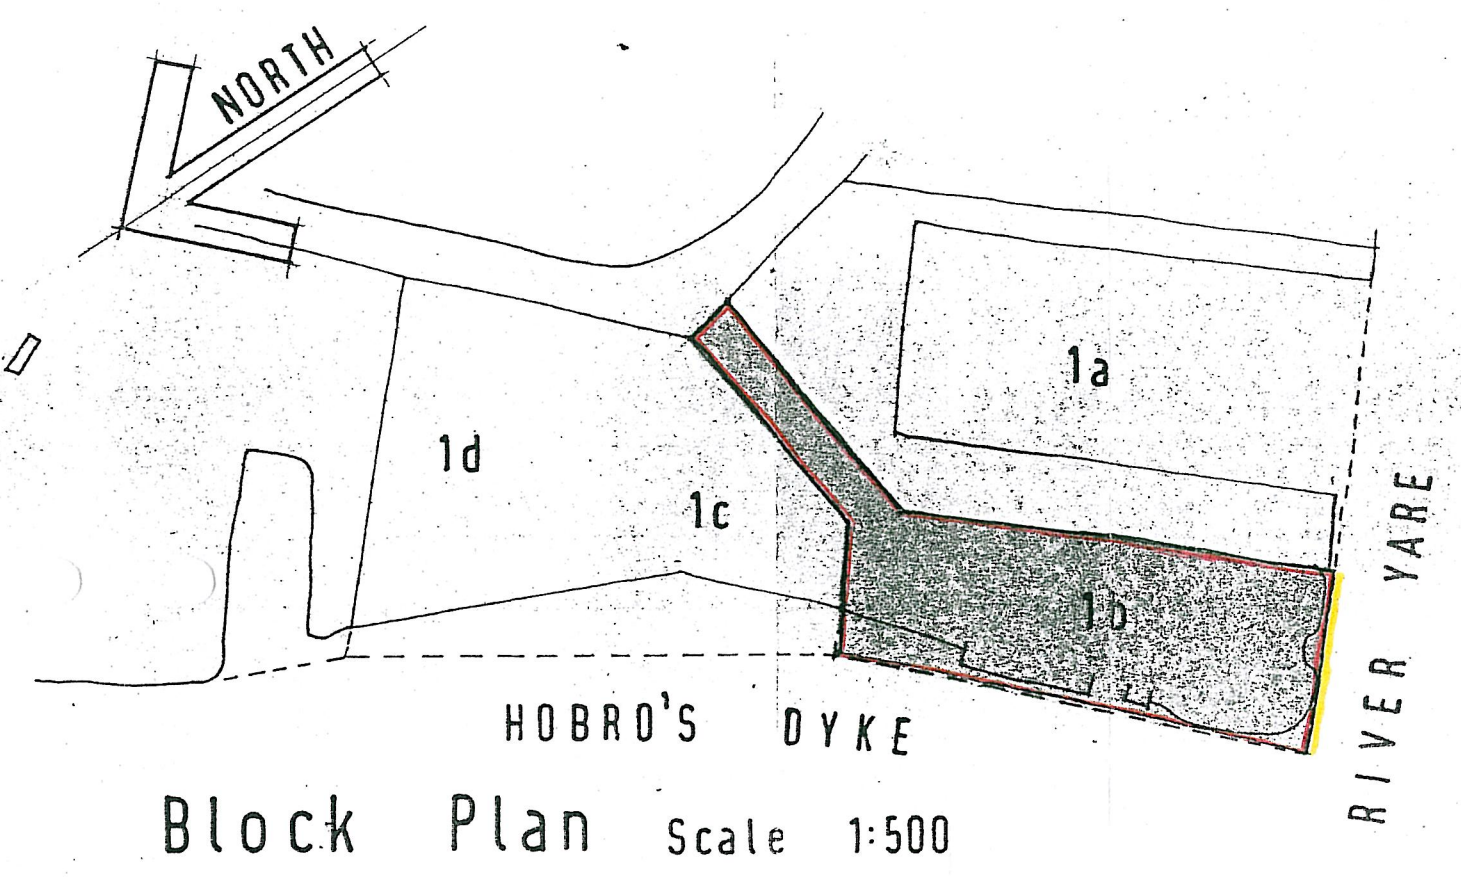 NORTH
1a
1d
1c
1b
RIVER YARE
HOBRO'S DYKE
Block Plan Scale 1:500